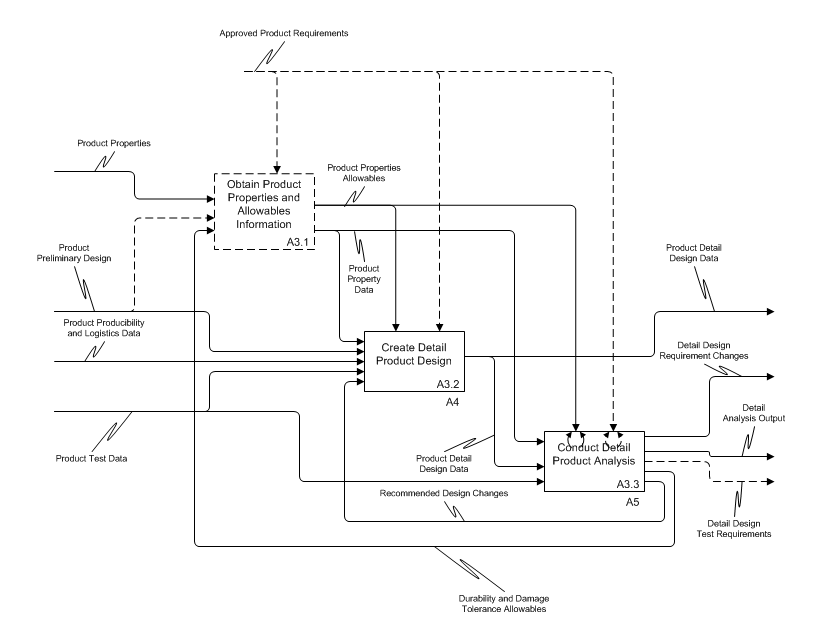 Approved Product Requirements
Product Properties
Product Properties
Allowables
Obtain Product
Properties and
Allowables
Information
A3.1
Product
Preliminary Design
Product
Property
Data
Product Detail
Design Data
Product Producibility
and Logistics Data
Create Detail
Product Design
A3.2
A4
Detail Design
Requirement Changes
Detail
Analysis Output
Product Test Data
Product Detail
Design Data
Conduct Detail
Product Analysis
A3.3
A5
Recommended Design Changes
Detail Design
Test Requirements
Durability and Damage
Tolerance Allowables